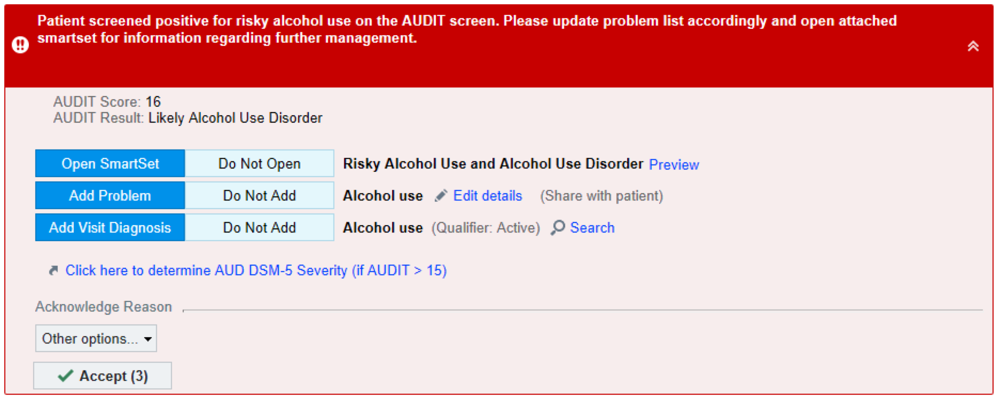 Patient screened positive for risky alcohol use on the AUDIT screen. Please update problem list accordingly and open attached
smartset for information regarding further management.
AUDIT Score: 16
AUDIT Result: Likely Alcohol Use Disorder
Open SmartSet Do Not Open Risky Alcohol Use and Alcohol Use Disorder Preview
Add Problem Do Not Add Alcohol use Edit details (Share with patient)
Add Visit Diagnosis Do Not Add Alcohol use (Qualifier: Active) Search
Click here to determine AUD DSM-5 Severity (if AUDIT > 15)
Acknowledge Reason
Other options...
Accept (3)